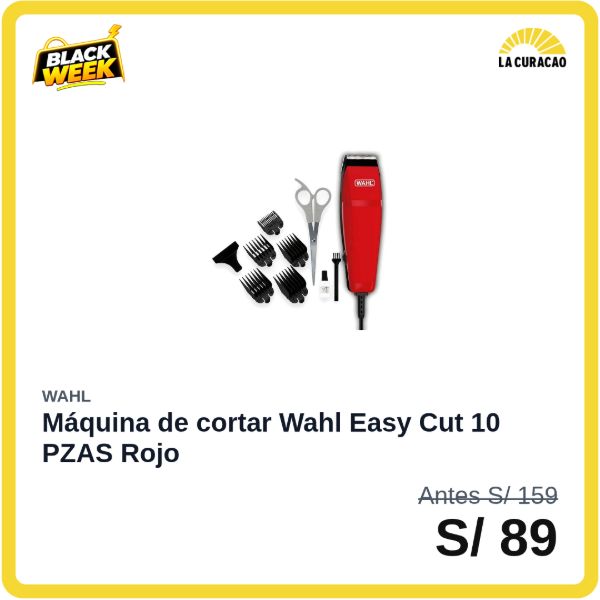 BLACK
WEEK
LA CURACAO
WAHL
WAHL
Máquina de cortar Wahl Easy Cut 10
PZAS Rojo
Antes S/ 159
S/ 89